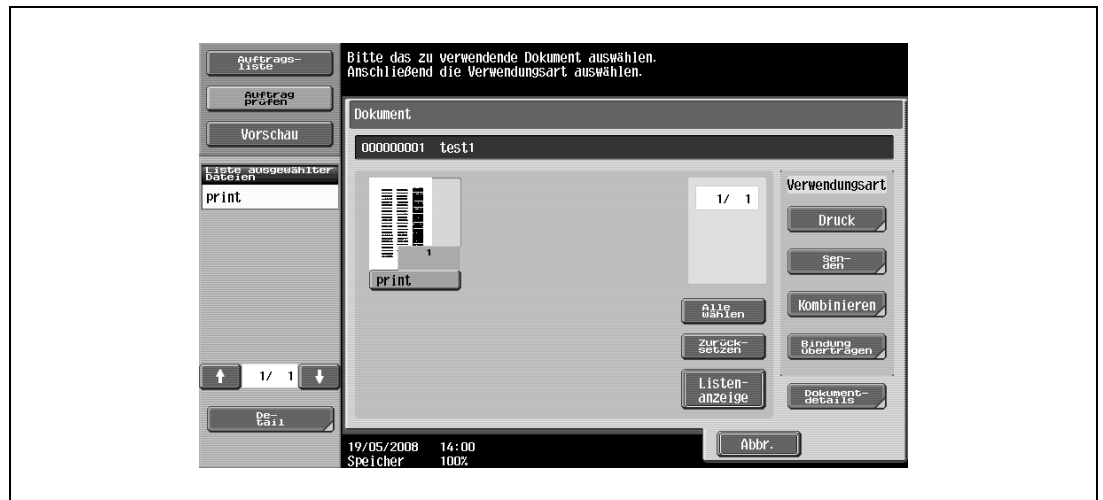 Auftrags-
liste
Auftrag
prüfen
Vorschau
Liste ausgewählter
Dateien
print
1/ 1
De-
tail
Bitte das zu verwendende Dokument auswählen.
Anschließend die Verwendungsart auswählen.
Dokument
000000001 test1
1
print
1/ 1
Alle
wählen
Zurück-
setzen
Listen-
anzeige
Verwendungsart
Druck
Sen-
den
Kombinieren
Bindung
übertragen
Dokument-
details
19/05/2008 14:00
Speicher 100%
Abbr.